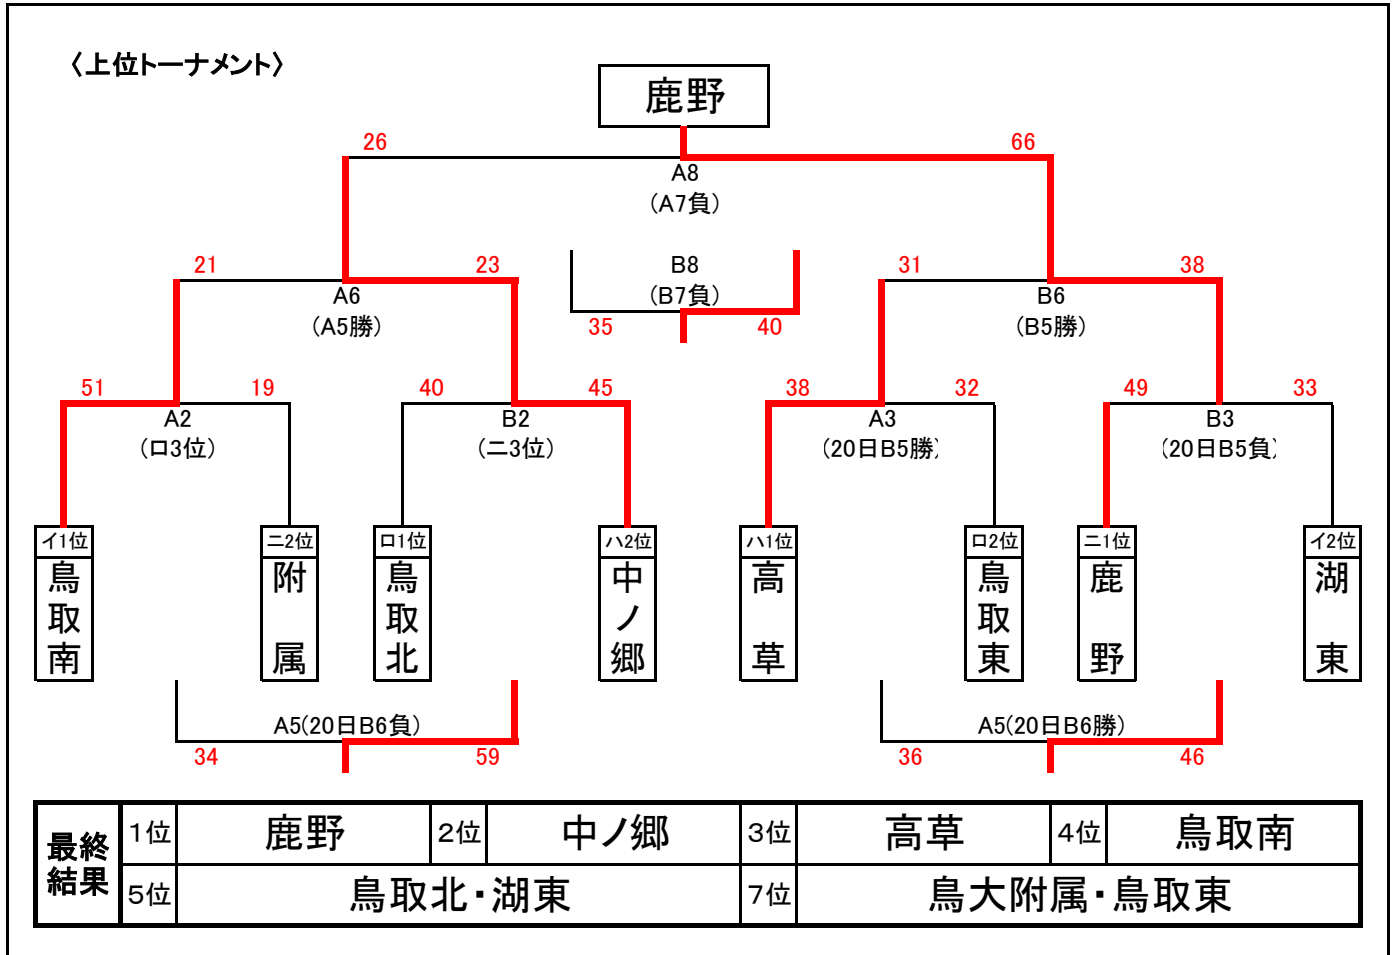 〈上位トーナメント〉
鹿野
26 66
A8
(A7負)
21 23 B8 31 38
A6 (B7負) B6
(A5勝) 35 40 (B5勝)
51 19 40 45 38 32 49 33
A2 B2 A3 B3
(ロ3位) (ニ3位) (20日B5勝) (20日B5負)
イ1位 ニ2位 ロ1位 ハ2位 ハ1位 ロ2位 ニ1位 イ2位
鳥取南 附属 鳥取北 中ノ郷 高草 鳥取東 鹿野 湖東
A5(20日B6負) A5(20日B6勝)
34 59 36 46
最終結果 1位 鹿野 2位 中ノ郷 3位 高草 4位 鳥取南
5位 鳥取北・湖東 7位 鳥大附属・鳥取東